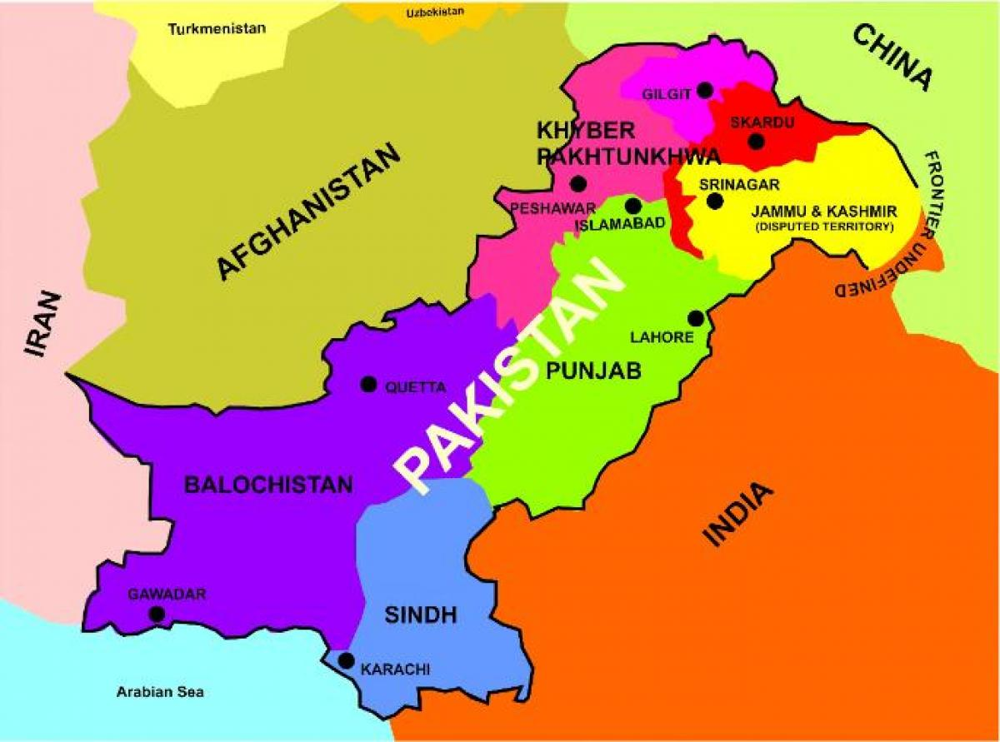 Uzbekistan
Turkmenistan
CHINA
GILGIT
SKARDU
KHYBER
PAKHTUNKHWA
SRINAGAR
PESHAWAR
ISLAMABAD
JAMMU & KASHMIR
(DISPUTED TERRITORY)
FRONTIER UNDEFINED
AFGHANISTAN
IRAN
LAHORE
PUNJAB
PAKISTAN
QUETTA
BALOCHISTAN
INDIA
GAWADAR
SINDH
KARACHI
Arabian Sea